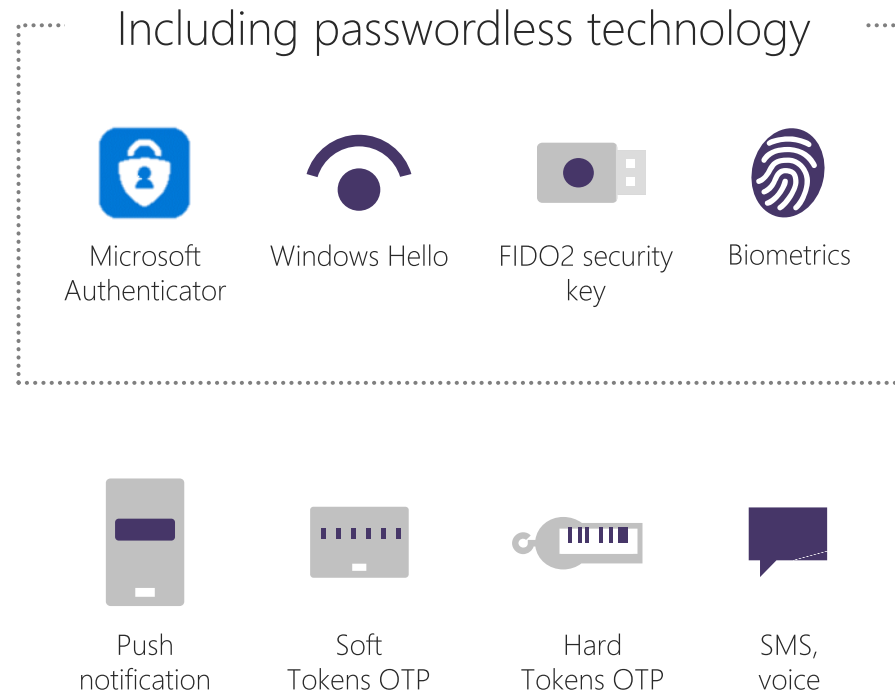 Including passwordless technology
Microsoft
Authenticator
Windows Hello
FIDO2 security
key
Biometrics
Push
notification
Soft
Tokens OTP
Hard
Tokens OTP
SMS,
voice